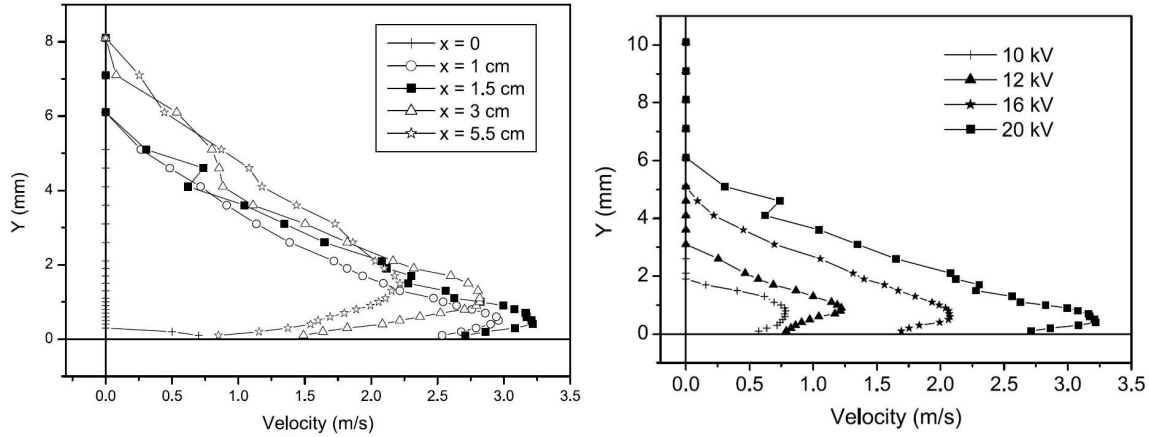 8
6
4
2
0
Y (mm)
0.0 0.5 1.0 1.5 2.0 2.5 3.0 3.5
Velocity (m/s)
x = 0
x = 1 cm
x = 1.5 cm
x = 3 cm
x = 5.5 cm
10
8
6
4
2
0
Y (mm)
0.0 0.5 1.0 1.5 2.0 2.5 3.0 3.5
Velocity (m/s)
10 kV
12 kV
16 kV
20 kV